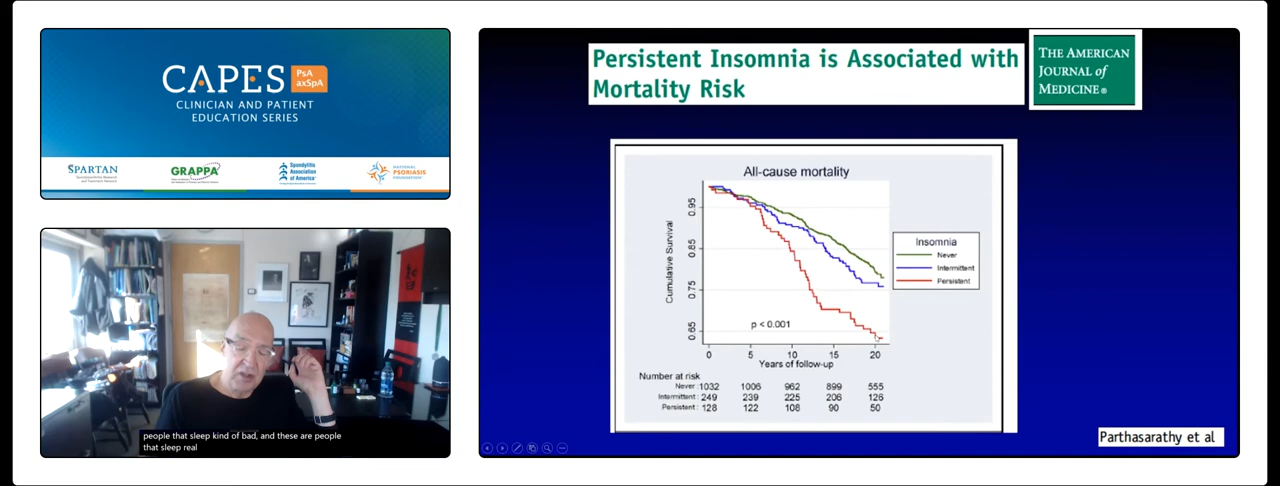 CAPES
PsA
axSpA
CLINICIAN AND PATIENT
EDUCATION SERIES
SPARTAN
GRAPPA
Spondylitis
Association
of America
NATIONAL
PSORIASIS
FOUNDATION
people that sleep kind of bad, and these are people
that sleep real
Persistent Insomnia is Associated with
Mortality Risk
THE AMERICAN
JOURNAL of
MEDICINE®
All-cause mortality
Cumulative Survival
0.95
0.85
0.75
0.65
p < 0.001
0 5 10 15 20
Years of follow-up
Insomnia
Never
Intermittent
Persistent
Number at risk
Never : 1032 1006 962 899 555
Intermittent : 249 239 225 206 126
Persistent : 128 122 108 90 50
Parthasarathy et al